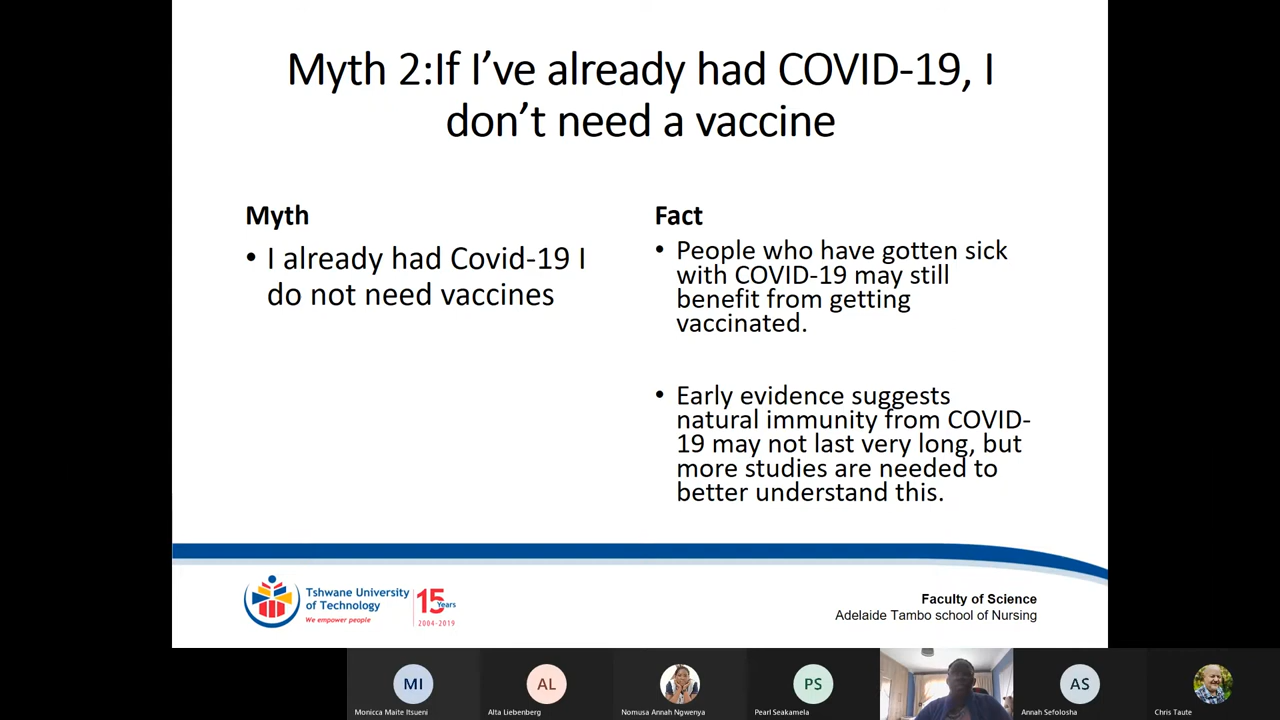 Myth 2:If I've already had COVID-19, I
don't need a vaccine
Myth
• I already had Covid-19 I
do not need vaccines
Fact
• People who have gotten sick
with COVID-19 may still
benefit from getting
vaccinated.
• Early evidence suggests
natural immunity from COVID-
19 may not last very long, but
more studies are needed to
better understand this.
Tshwane University
of Technology
We empower people
15
Years
2004-2019
Faculty of Science
Adelaide Tambo school of Nursing
MI
AL
PS
AS
Monicca Maite Itsueni
Alta Liebenberg
Nomusa Annah Ngwenya
Pearl Seakamela
Annah Sefolosha
Chris Taute